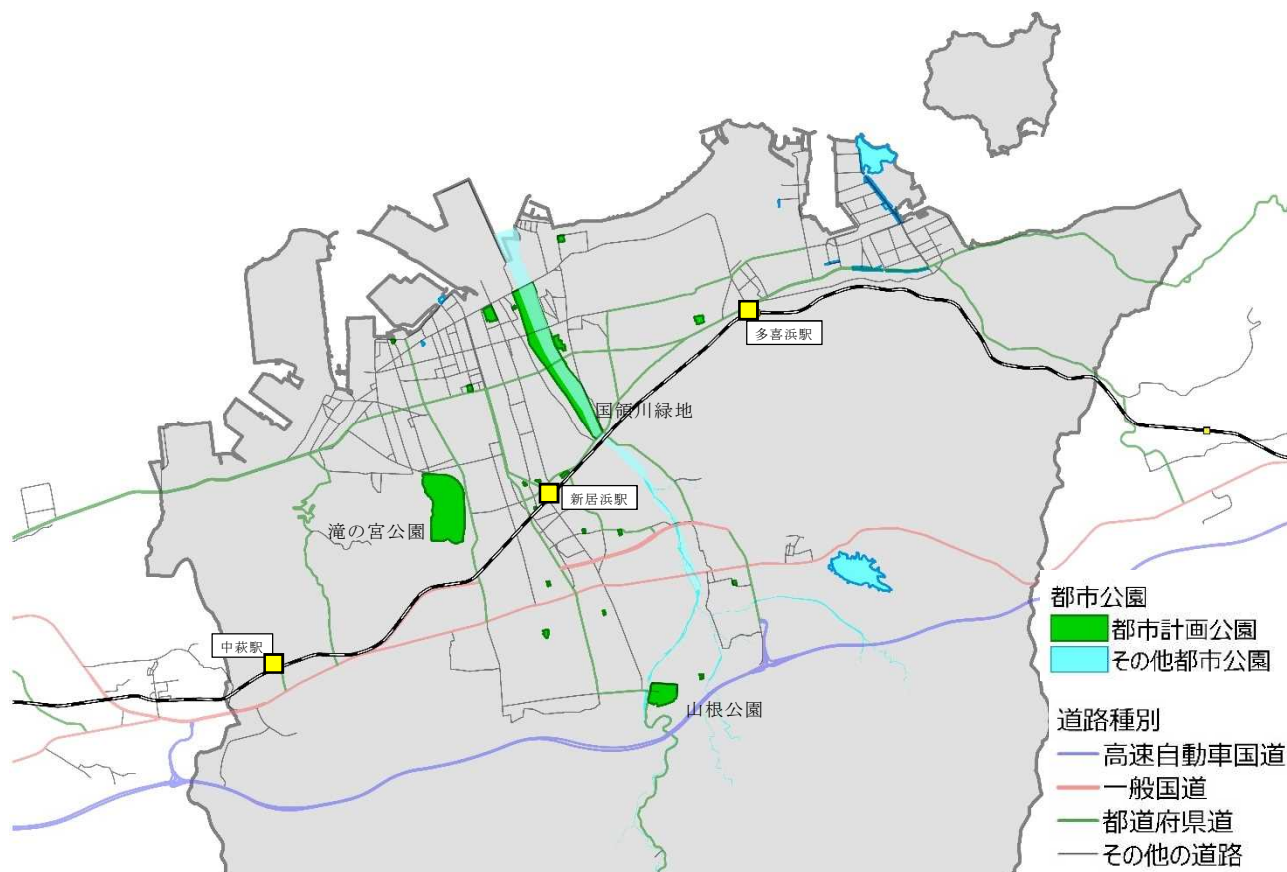 多喜浜駅
国領川緑地
新居浜駅
滝の宮公園
中萩駅
山根公園
都市公園
都市計画公園
その他都市公園
道路種別
高速自動車国道
一般国道
都道府県道
その他の道路